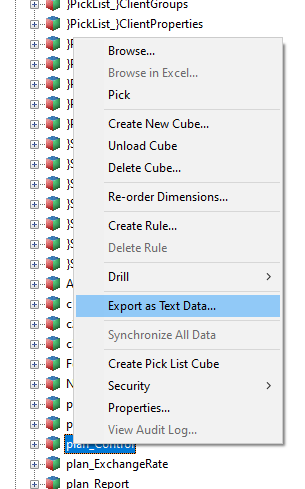 }PickList_}ClientGroups
}PickList_}ClientProperties
Browse...
Browse in Excel...
Pick
Create New Cube...
Unload Cube
Delete Cube...
Re-order Dimensions...
Create Rule...
Delete Rule
Drill
Export as Text Data...
Synchronize All Data
Create Pick List Cube
Security
Properties...
View Audit Log...
plan_Control
plan_ExchangeRate
plan_Report